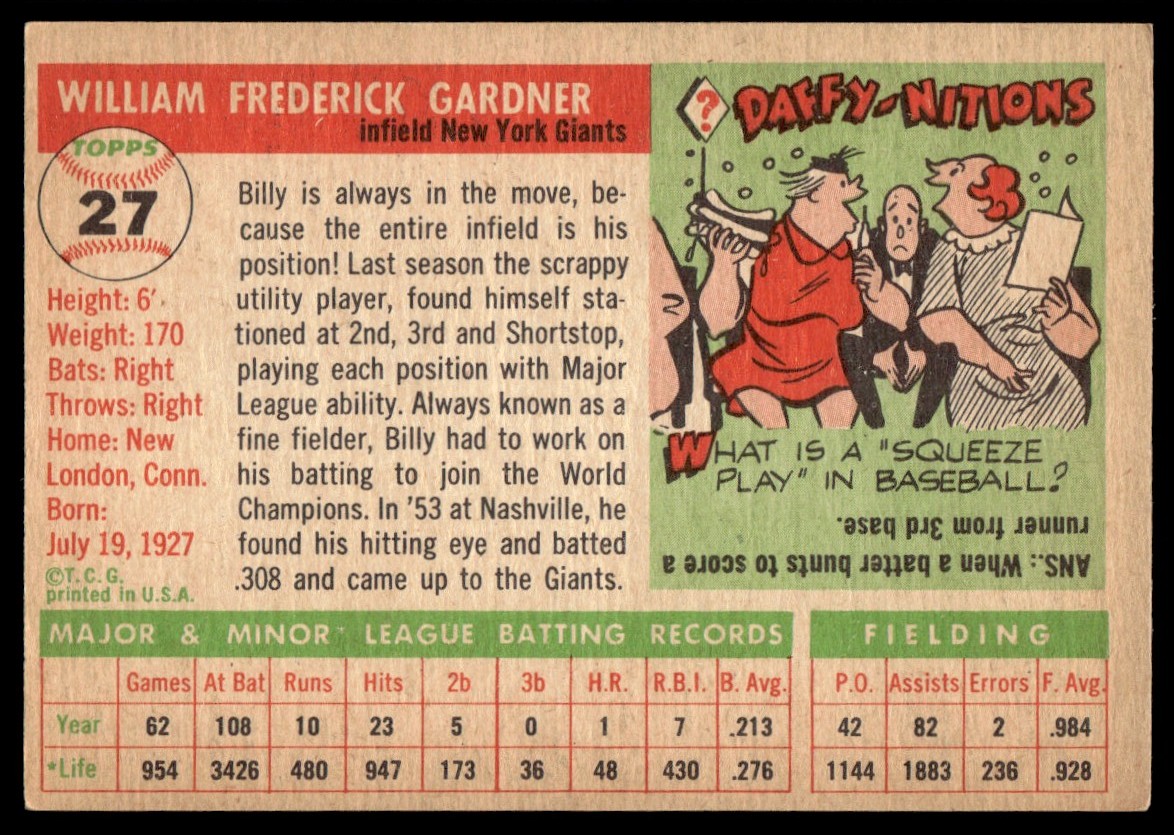 WILLIAM FREDERICK GARDNER
infield New York Giants
TOPPS
27
Height: 6'
Weight: 170
Bats: Right
Throws: Right
Home: New
London, Conn.
Born:
July 19, 1927
©T.C.G.
printed in U.S.A.
Billy is always in the move, be-
cause the entire infield is his
position! Last season the scrappy
utility player, found himself sta-
tioned at 2nd, 3rd and Shortstop,
playing each position with Major
League ability. Always known as a
fine fielder, Billy had to work on
his batting to join the World
Champions. In '53 at Nashville, he
found his hitting eye and batted
.308 and came up to the Giants.
?
DAFFY-NITIONS
WHAT IS A "SQUEEZE
PLAY" IN BASEBALL?
ANS.: When a batter bunts to score a
runner from 3rd base.
MAJOR & MINOR LEAGUE BATTING RECORDS
Games At Bat Runs Hits 2b 3b H.R. R.B.I. B. Avg.
Year 62 108 10 23 5 0 1 7 .213
*Life 954 3426 480 947 173 36 48 430 .276
FIELDING
P.O. Assists Errors F. Avg.
42 82 2 .984
1144 1883 236 .928